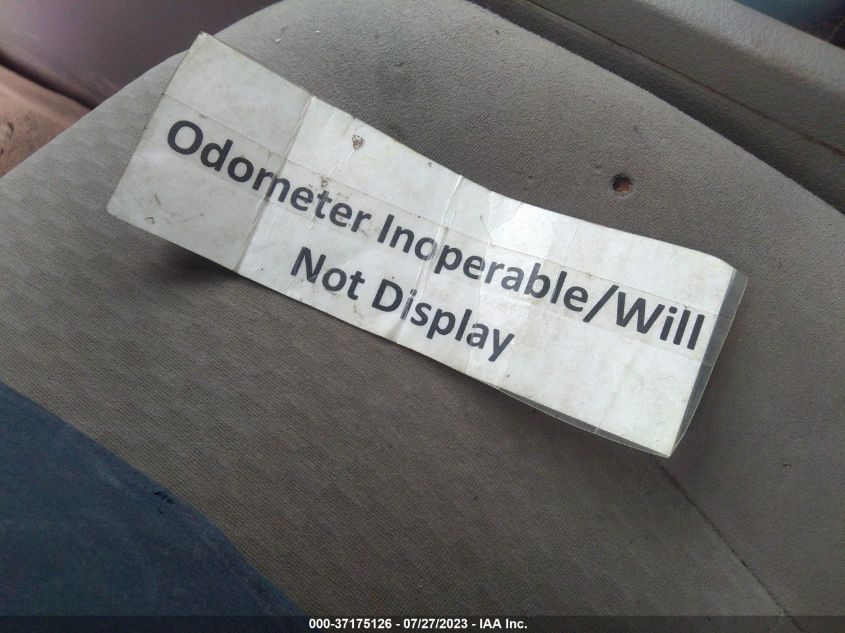 Odometer Inoperable/Will
Not Display
000-37175126 - 07/27/2023 - IAA Inc.